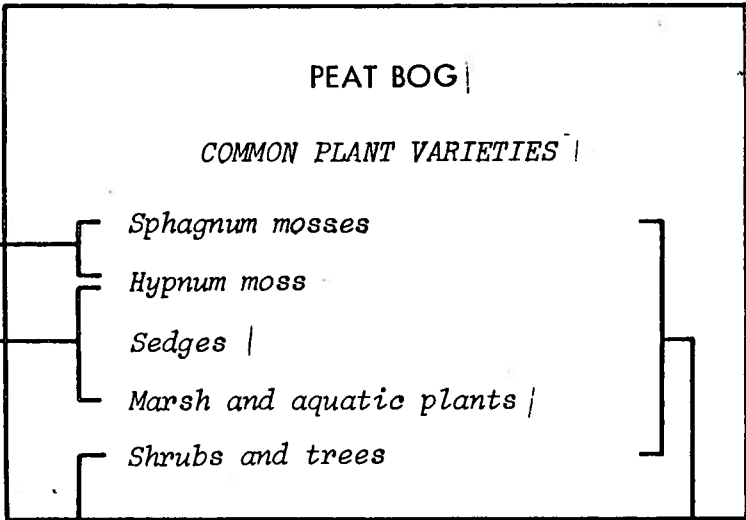 PEAT BOG
COMMON PLANT VARIETIES
Sphagnum mosses
Hypnum moss
Sedges
Marsh and aquatic plants
Shrubs and trees